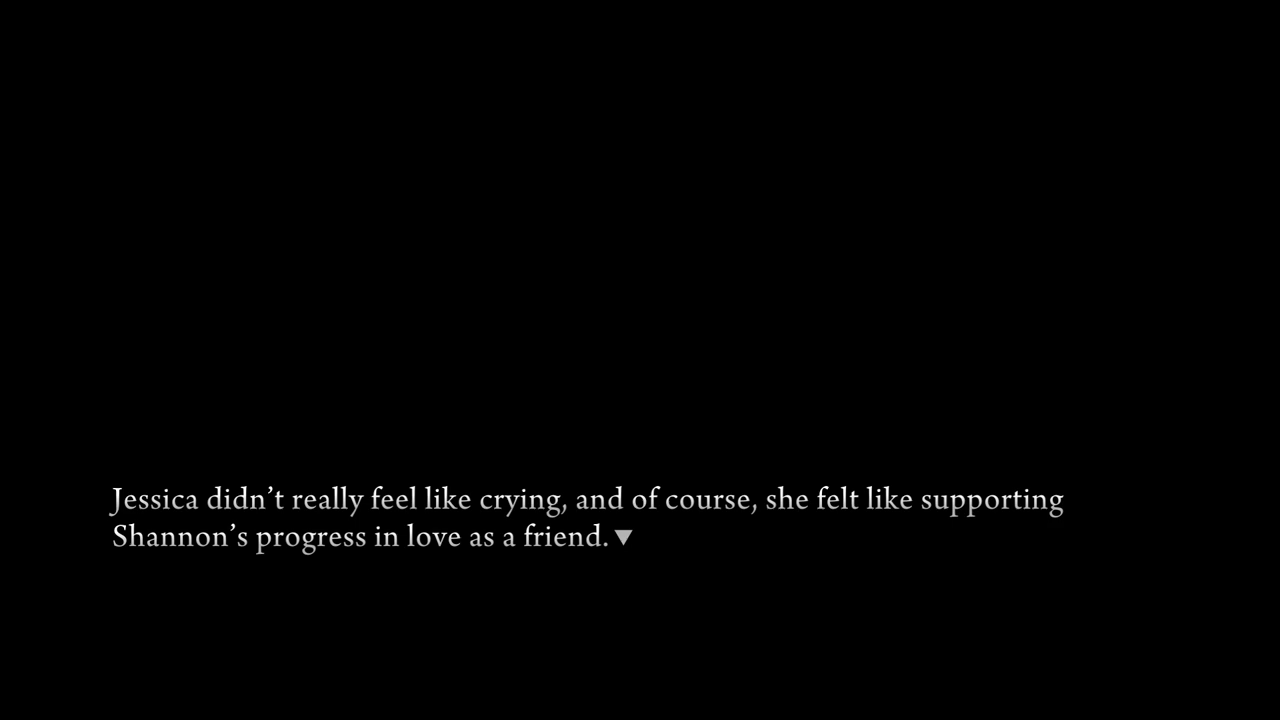 Jessica didn’t really feel like crying, and of course, she felt like supporting
Shannon’s progress in love as a friend.▼